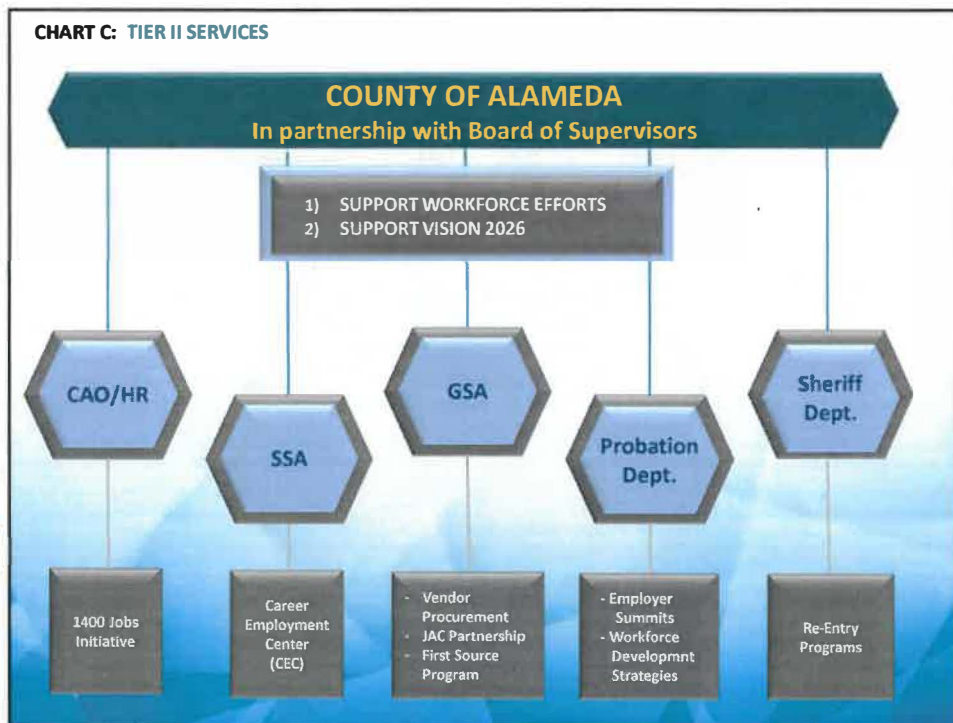 CHART C: TIER II SERVICES
COUNTY OF ALAMEDA
In partnership with Board of Supervisors
1) SUPPORT WORKFORCE EFFORTS
2) SUPPORT VISION 2026
CAO/HR
SSA
GSA
Probation
Dept.
Sheriff
Dept.
1400 Jobs
Initiative
Career
Employment
Center
(CEC)
- Vendor
Procurement
- JAC Partnership
- First Source
Program
- Employer
Summits
- Workforce
Developmnt
Strategies
Re-Entry
Programs